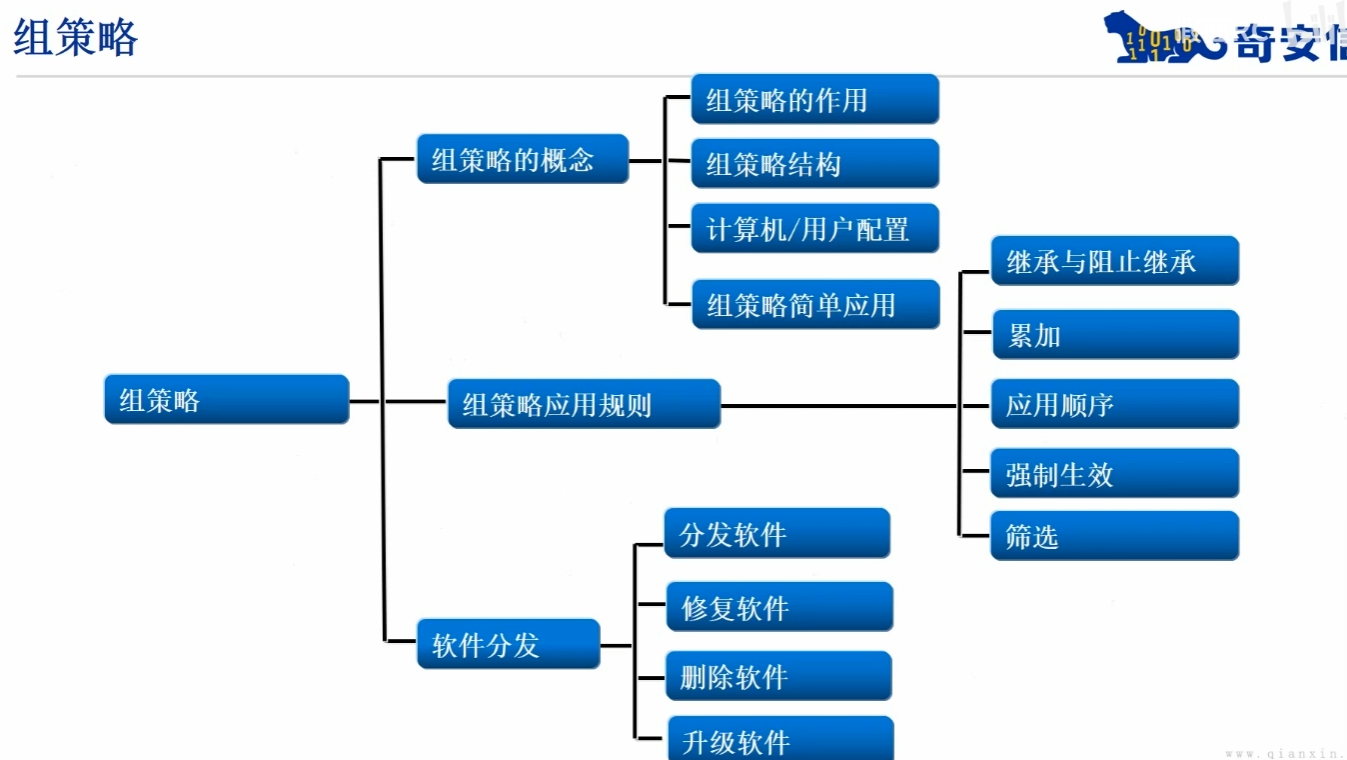 组策略
奇安信
组策略的作用
组策略的概念
组策略结构
计算机/用户配置
组策略简单应用
继承与阻止继承
累加
组策略
组策略应用规则
应用顺序
强制生效
筛选
分发软件
修复软件
软件分发
删除软件
升级软件
www.qianxin.